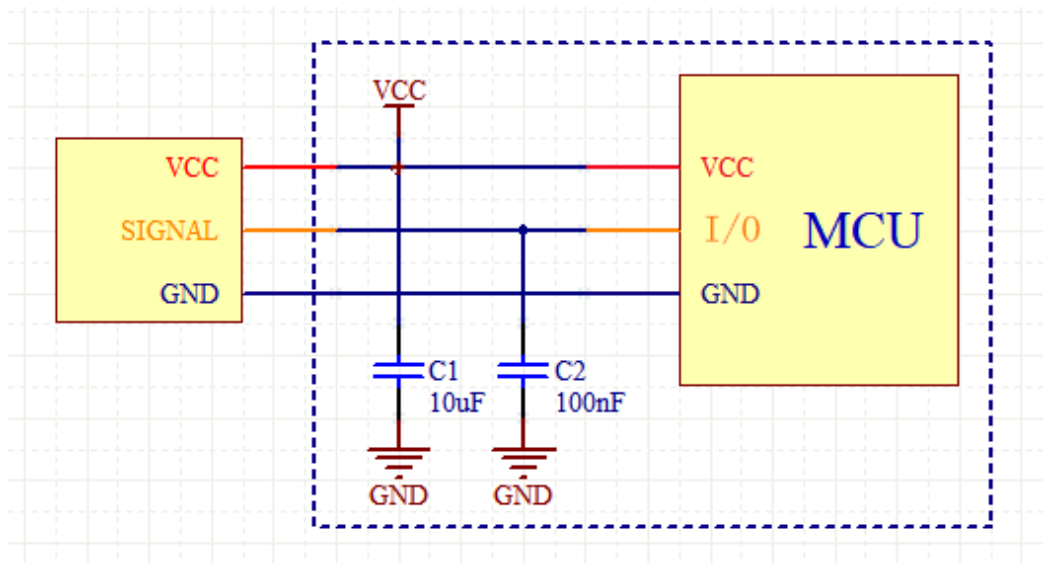 VCC
VCC
SIGNAL
GND
VCC
I/0
GND
MCU
C1
10uF
C2
100nF
GND
GND